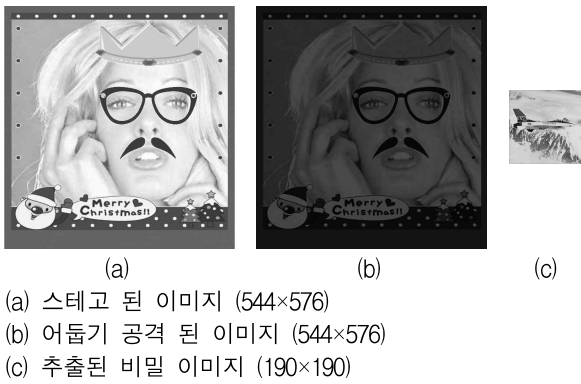 Merry
Christmas!!
Merry
Christmas!!
(a)
(b)
(c)
(a) 스테고 된 이미지 (544×576)
(b) 어둡기 공격 된 이미지 (544×576)
(c) 추출된 비밀 이미지 (190×190)